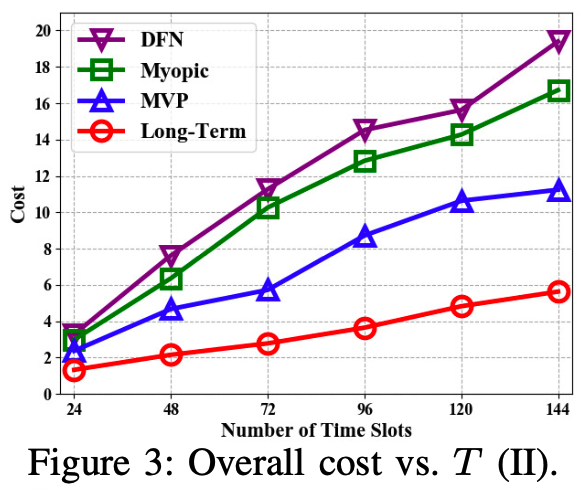 20
18
16
14
12
10
8
6
4
2
0
Cost
DFN
Myopic
MVP
Long-Term
24 48 72 96 120 144
Number of Time Slots
Figure 3: Overall cost vs. T (II).